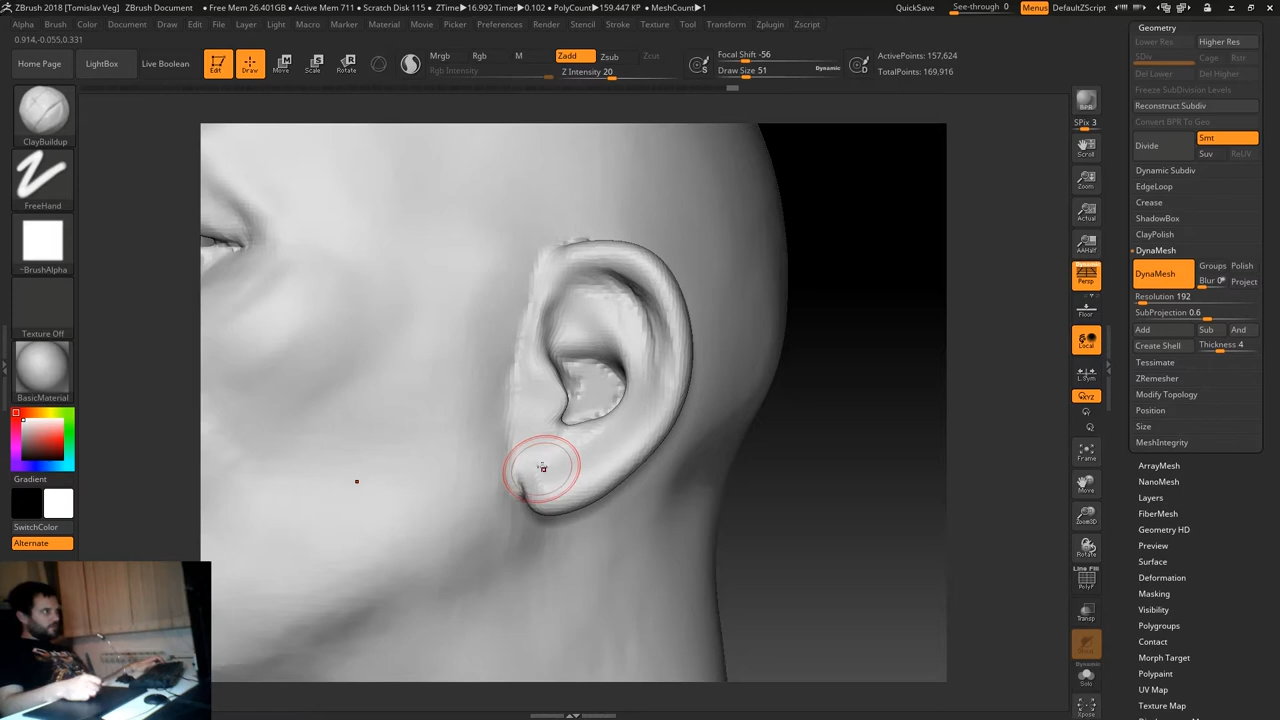 ZBrush 2018 [Tomislav Veg]
ZBrush Document
• Free Mem 26.401GB • Active Mem 711 • Scratch Disk 115 • ZTime▶16.992 Timer▶0.102 • PolyCount▶159.447 KP • MeshCount▶1
QuickSave
See-through 0
Menus
DefaultZScript
Alpha
Brush
Color
Document
Draw
Edit
File
Layer
Light
Macro
Marker
Material
Movie
Picker
Preferences
Render
Stencil
Stroke
Texture
Tool
Transform
Zplugin
Zscript
0.914,-0.055,0.331
Home Page
LightBox
Live Boolean
Edit
Draw
Move
Scale
Rotate
Mrgb
Rgb
M
Rgb Intensity
Zadd
Zsub
Zcut
Z Intensity 20
Focal Shift -56
Draw Size 51
Dynamic
ActivePoints: 157,624
TotalPoints: 169,916
ClayBuildup
FreeHand
~BrushAlpha
Texture Off
BasicMaterial
Gradient
SwitchColor
Alternate
BPR
SPix 3
Scroll
Zoom
Actual
AAHalf
Dynamic
Persp
Floor
Local
L.Sym
XYZ
Frame
Move
Zoom3D
Rotate
Line Fill
PolyF
Transp
Dynamic
Solo
Xpose
Geometry
Lower Res
Higher Res
SDiv
Cage
Rstr
Del Lower
Del Higher
Freeze SubDivision Levels
Reconstruct Subdiv
Convert BPR To Geo
Divide
Smt
Suv
ReUV
Dynamic Subdiv
EdgeLoop
Crease
ShadowBox
ClayPolish
DynaMesh
DynaMesh
Groups
Polish
Blur 0
Project
Resolution 192
SubProjection 0.6
Add
Sub
And
Create Shell
Thickness 4
Tessimate
ZRemesher
Modify Topology
Position
Size
MeshIntegrity
ArrayMesh
NanoMesh
Layers
FiberMesh
Geometry HD
Preview
Surface
Deformation
Masking
Visibility
Polygroups
Contact
Morph Target
Polypaint
UV Map
Texture Map